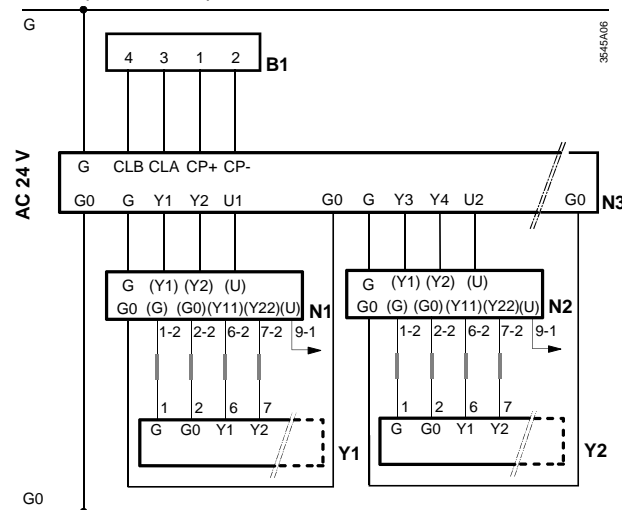 G
3545A06
4 3 1 2
B1
AC 24 V
G CLB CLA CP+ CP-
G0 G Y1 Y2 U1 G0 G Y3 Y4 U2 G0
N3
G (Y1) (Y2) (U)
G0 (G) (G0) (Y11) (Y22) (U)
N1
1-2 2-2 6-2 7-2 9-1
1 2 6 7
G G0 Y1 Y2
Y1
G (Y1) (Y2) (U)
G0 (G) (G0) (Y11) (Y22) (U)
N2
1-2 2-2 6-2 7-2 9-1
1 2 6 7
G G0 Y1 Y2
Y2
G0